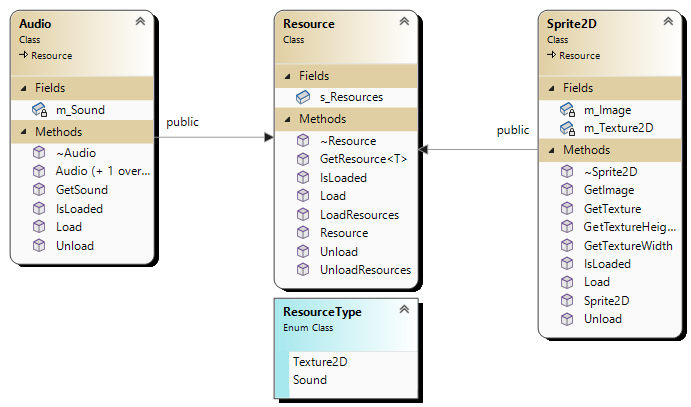 Audio
Class
Resource
Fields
m_Sound
Methods
~Audio
Audio (+ 1 over...
GetSound
IsLoaded
Load
Unload
public
Resource
Class
Fields
s_Resources
Methods
~Resource
GetResource<T>
IsLoaded
Load
LoadResources
Resource
Unload
UnloadResources
ResourceType
Enum Class
Texture2D
Sound
public
Sprite2D
Class
Resource
Fields
m_Image
m_Texture2D
Methods
~Sprite2D
GetImage
GetTexture
GetTextureHeig...
GetTextureWidth
IsLoaded
Load
Sprite2D
Unload